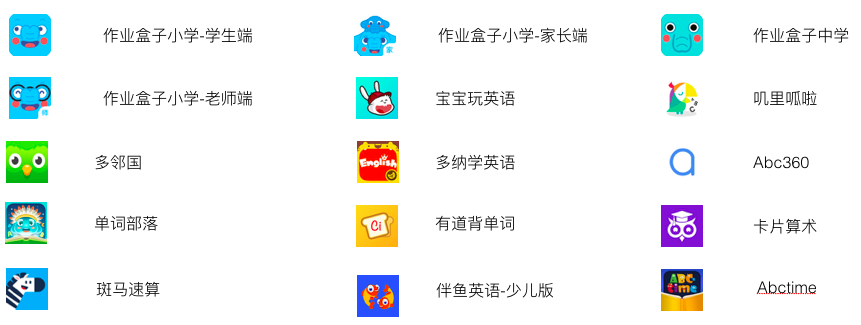 作业盒子小学-学生端
家
作业盒子小学-家长端
作业盒子中学
师
作业盒子小学-老师端
宝宝玩英语
叽里呱啦
多邻国
English
多纳学英语
Abc360
单词部落
Ci
有道背单词
卡片算术
斑马速算
伴鱼英语-少儿版
ABC
time
Abctime